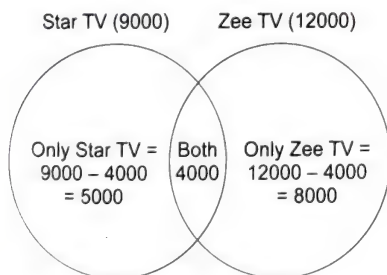 Star TV (9000)
Zee TV (12000)
Only Star TV =
9000 – 4000
= 5000
Both
4000
Only Zee TV =
12000 – 4000
= 8000